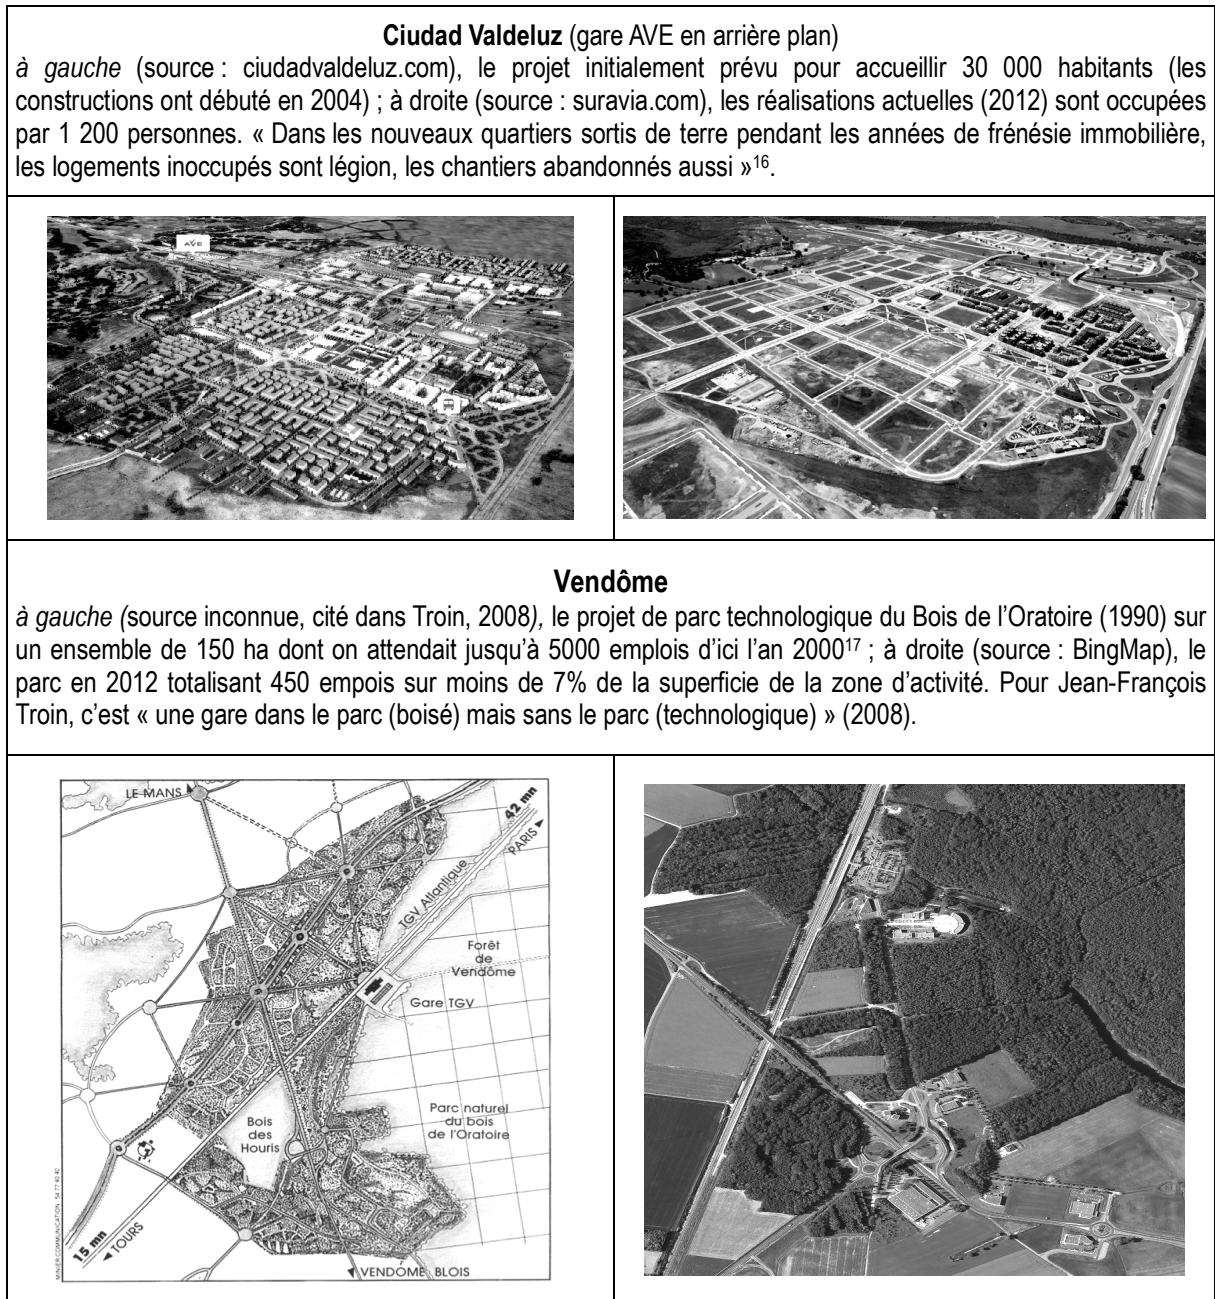 Ciudad Valdeluz (gare AVE en arrière plan)
à gauche (source : ciudadvaldeluz.com), le projet initialement prévu pour accueillir 30 000 habitants (les
constructions ont débuté en 2004) ; à droite (source : suravia.com), les réalisations actuelles (2012) sont occupées
par 1 200 personnes. « Dans les nouveaux quartiers sortis de terre pendant les années de frénésie immobilière,
les logements inoccupés sont légion, les chantiers abandonnés aussi »16.
AVE
Vendôme
à gauche (source inconnue, cité dans Troin, 2008), le projet de parc technologique du Bois de l'Oratoire (1990) sur
un ensemble de 150 ha dont on attendait jusqu'à 5000 emplois d'ici l'an 200017 ; à droite (source : BingMap), le
parc en 2012 totalisant 450 empois sur moins de 7% de la superficie de la zone d'activité. Pour Jean-François
Troin, c'est « une gare dans le parc (boisé) mais sans le parc (technologique) » (2008).
LE MANS
42 mn
PARIS
TGV Atlantique
Forêt
de
Vendôme
Gare TGV
Parc naturel
du bois
de l'Oratoire
Bois
des
Houris
15 mn
TOURS
VENDÔME BLOIS
MINIER COMMUNICATION 54 77 40 40